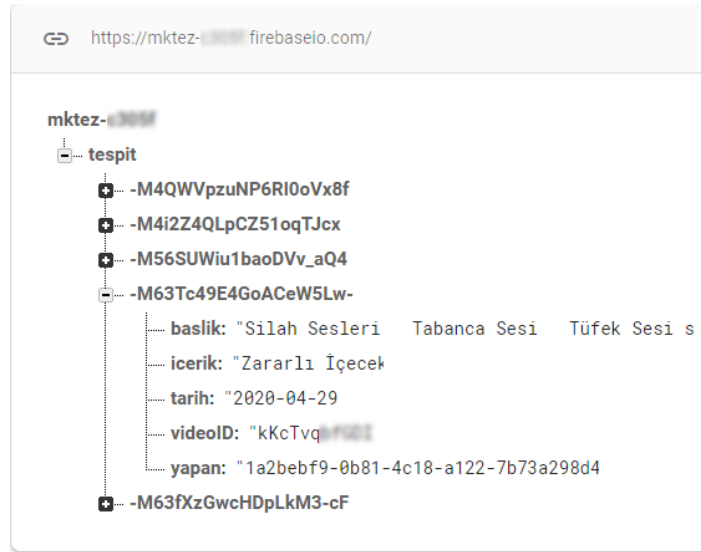 https://mktez- firebaseio.com/
mktez-
tespit
-M4QWVpzuNP6RI0oVx8f
-M4i2Z4QLpCZ51oqTJcx
-M56SUWiu1baoDVv_aQ4
-M63Tc49E4GoACeW5Lw-
baslik: "Silah Sesleri Tabanca Sesi Tüfek Sesi s
icerik: "Zararlı İçecek
tarih: "2020-04-29
videoID: "kKcTvq
yapan: "1a2bebf9-0b81-4c18-a122-7b73a298d4
-M63fXzGwcHDpLkM3-cF